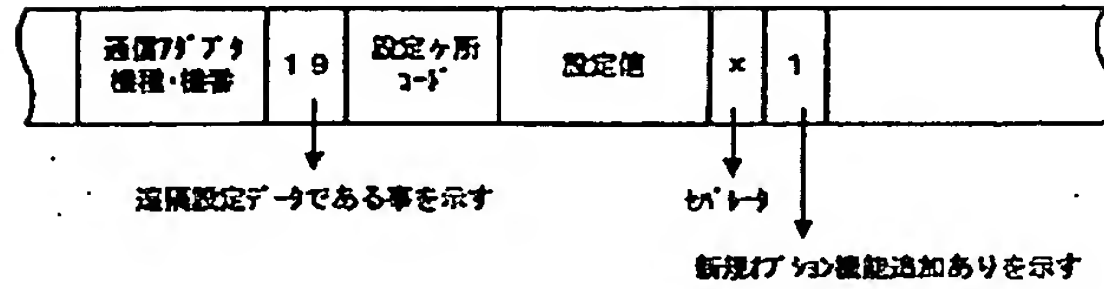 通信ｱﾀﾞﾌﾟﾀ
機種・機番
19
設定ヶ所
ｺｰﾄﾞ
設定値
×
1
遠隔設定ﾃﾞｰﾀである事を示す
ｾﾊﾟﾚｰﾀ
新規ｵﾌﾟｼｮﾝ機能追加ありを示す